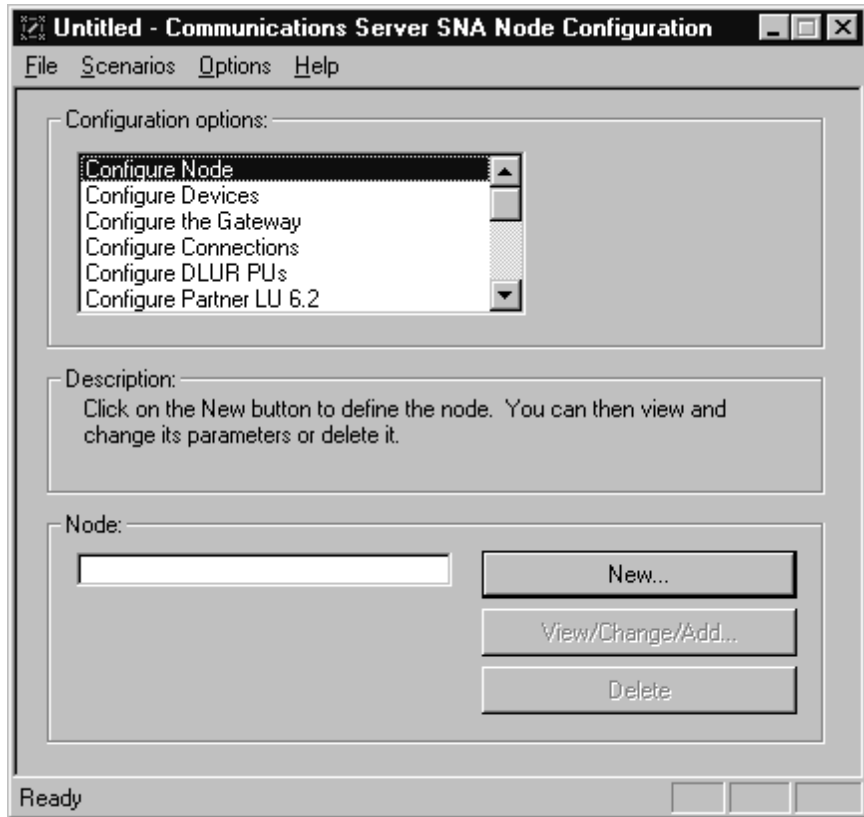 Untitled - Communications Server SNA Node Configuration
File Scenarios Options Help
Configuration options:
Configure Node
Configure Devices
Configure the Gateway
Configure Connections
Configure DLUR PUs
Configure Partner LU 6.2
Description:
Click on the New button to define the node. You can then view and
change its parameters or delete it.
Node:
New...
View/Change/Add...
Delete
Ready